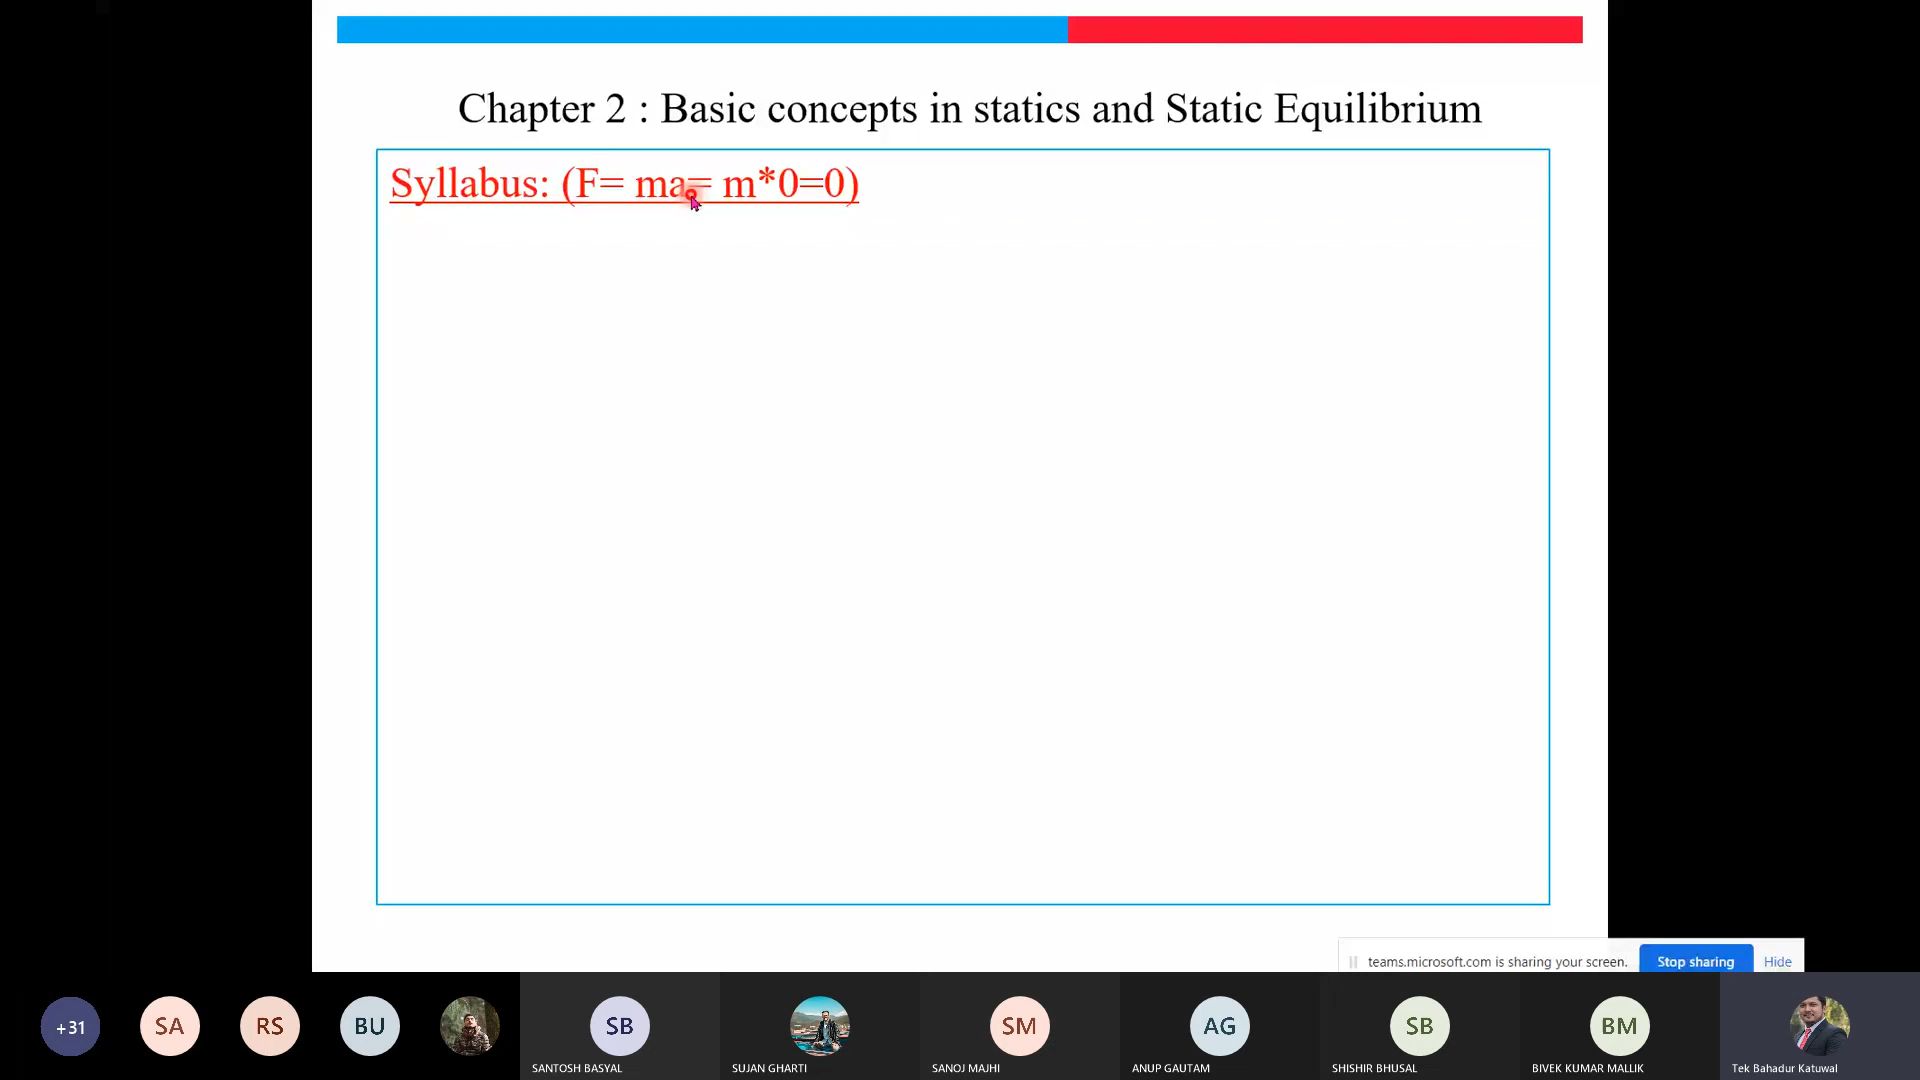 Chapter 2 : Basic concepts in statics and Static Equilibrium
Syllabus: (F= ma= m*0=0)
teams.microsoft.com is sharing your screen.
Stop sharing
Hide
+31
SA
RS
BU
SB
SM
AG
SB
BM
SANTOSH BASYAL
SUJAN GHARTI
SANOJ MAJHI
ANUP GAUTAM
SHISHIR BHUSAL
BIVEK KUMAR MALLIK
Tek Bahadur Katuwal